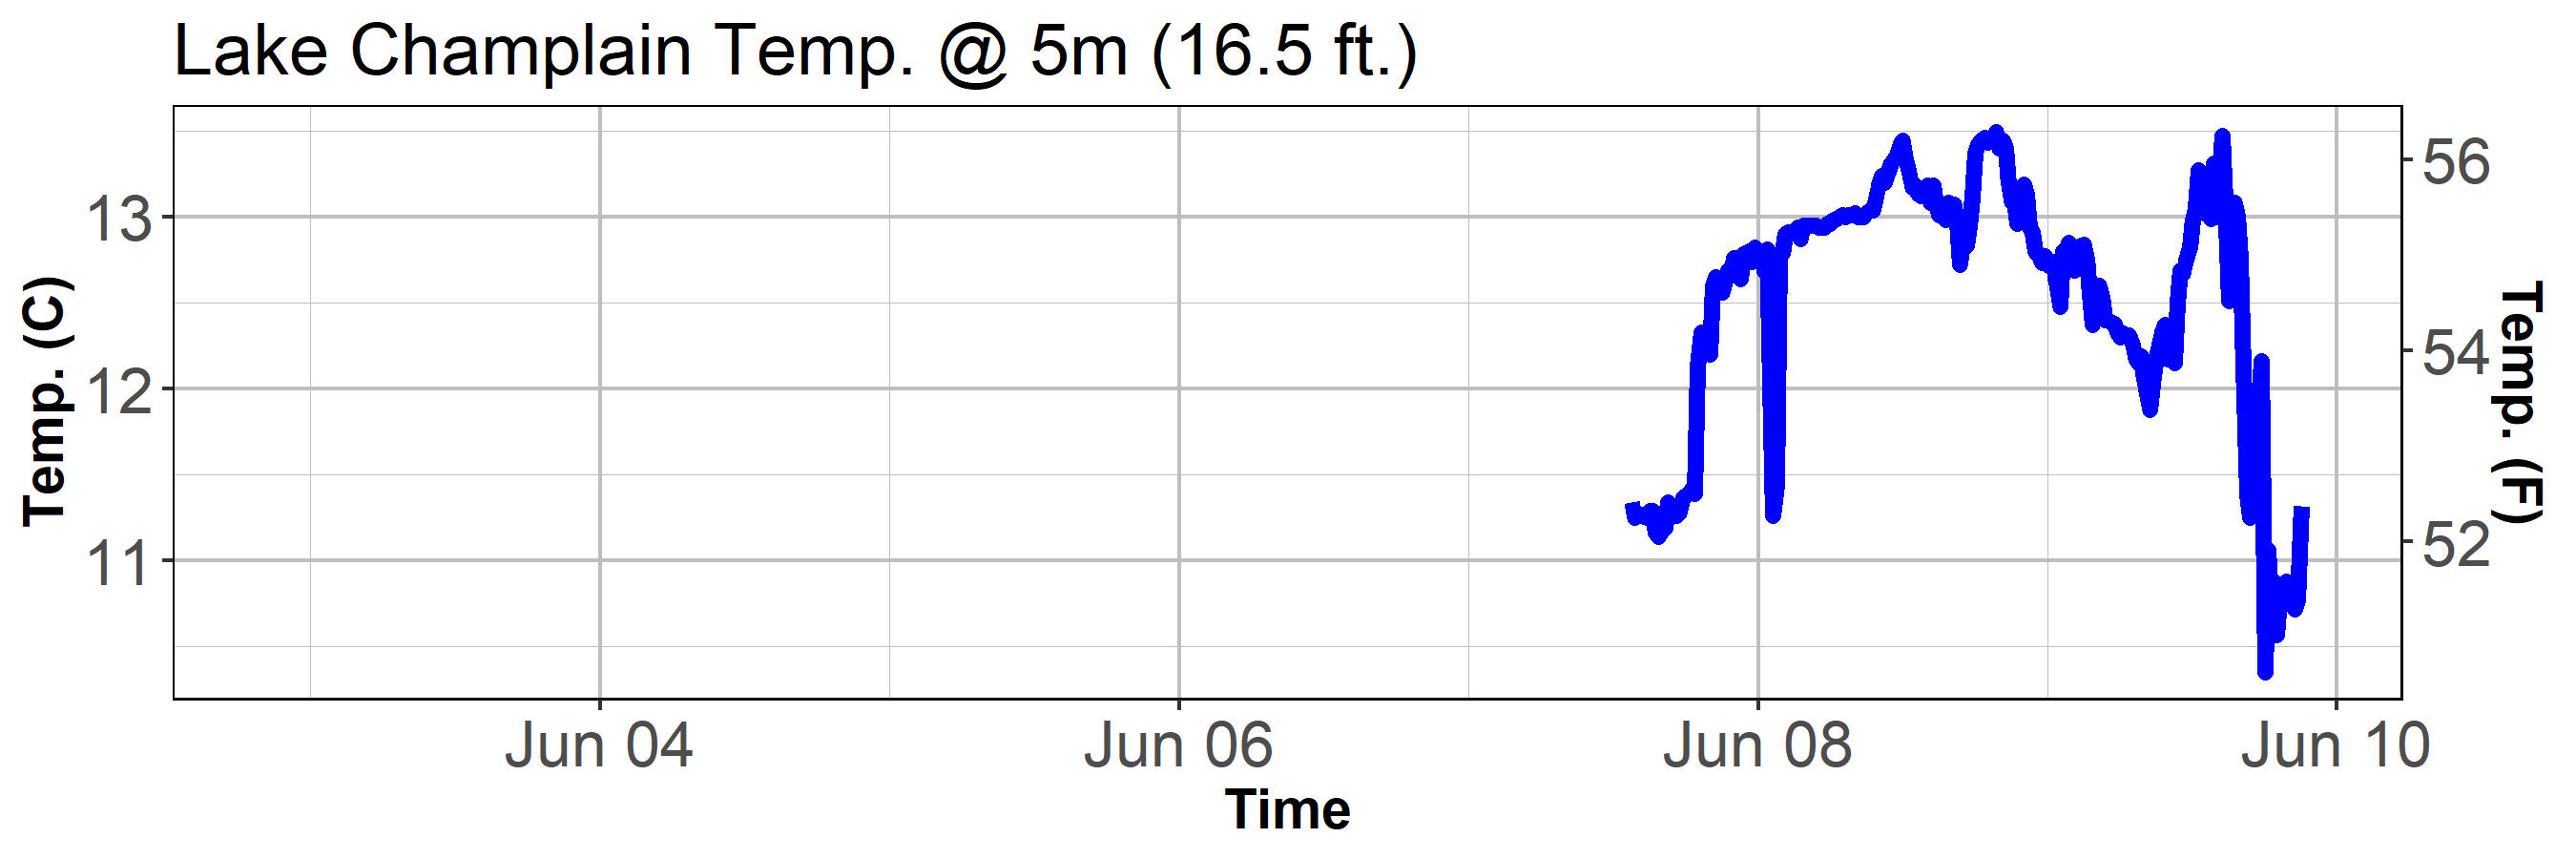 Lake Champlain Temp. @ 5m (16.5 ft.)
Temp. (C)
13
12
11
56
54
52
Temp. (F)
Jun 04
Jun 06
Jun 08
Jun 10
Time